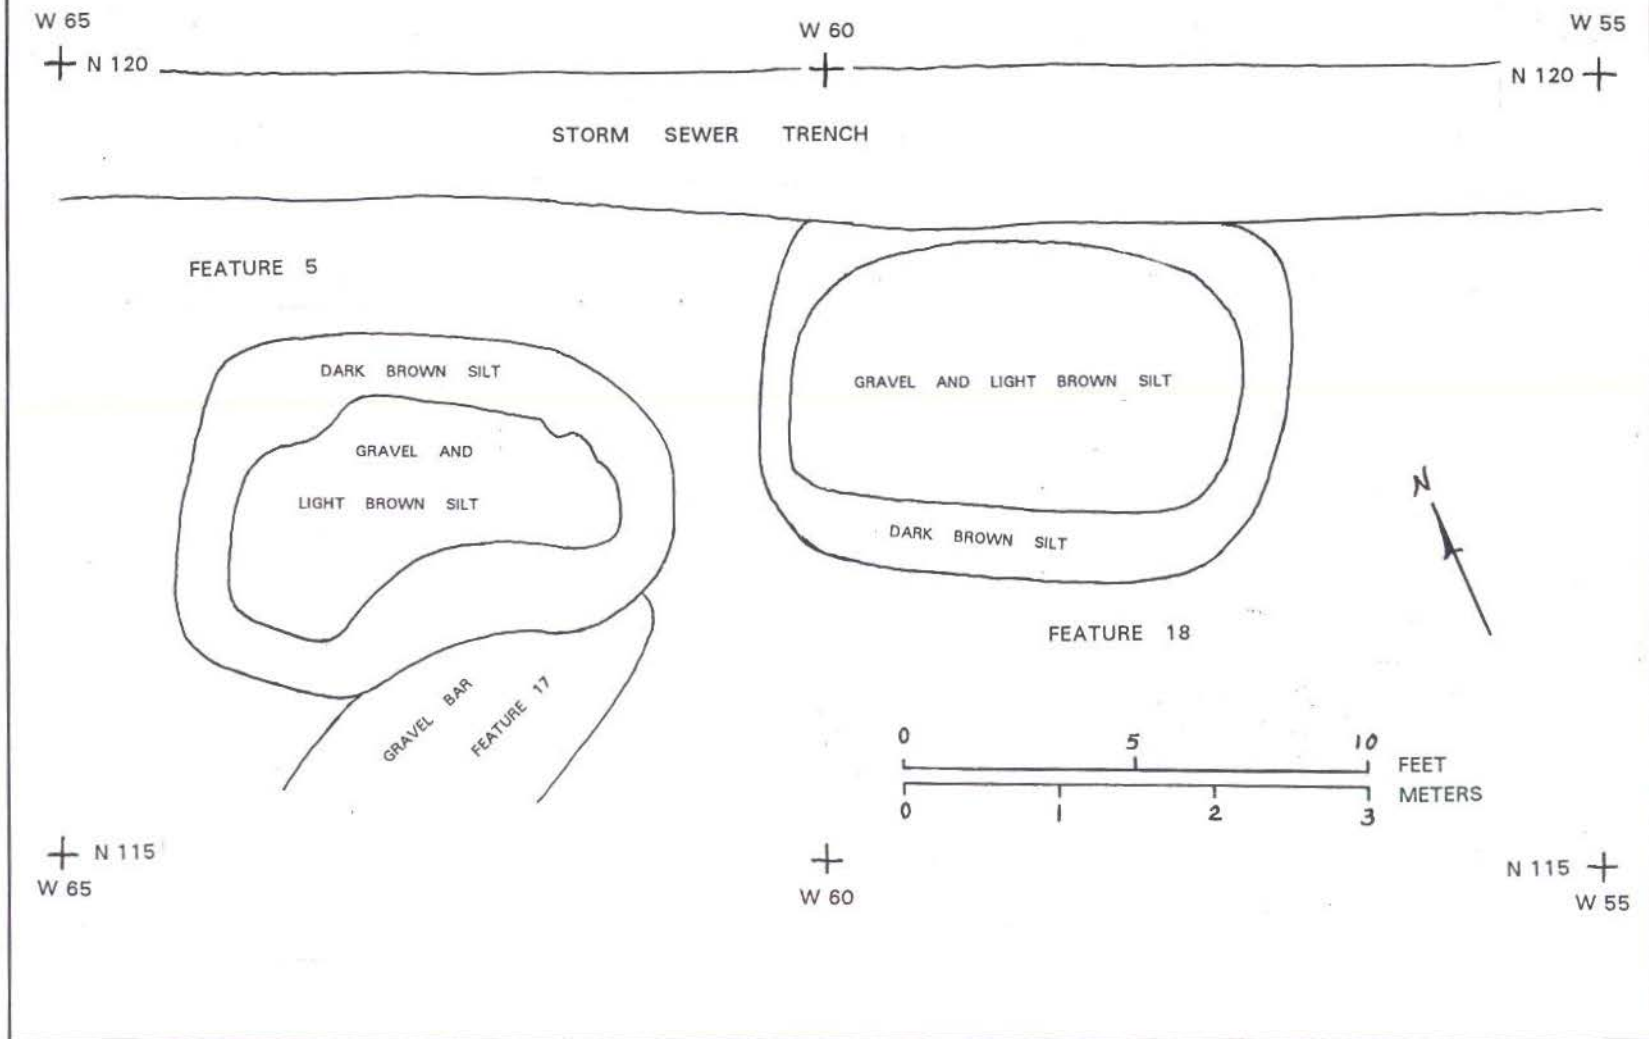 W 65
W 60
W 55
N 120
N 120
STORM SEWER TRENCH
FEATURE 5
DARK BROWN SILT
GRAVEL AND
LIGHT BROWN SILT
GRAVEL AND LIGHT BROWN SILT
DARK BROWN SILT
N
FEATURE 18
GRAVEL BAR
FEATURE 17
0 5 10
FEET
METERS
0 1 2 3
N 115
W 65
W 60
N 115
W 55